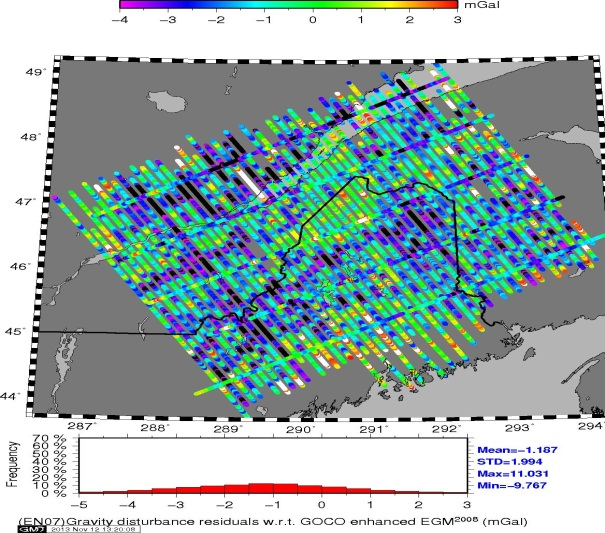 mGal
−4 −3 −2 −1 0 1 2 3
49˚
48˚
47˚
46˚
45˚
44˚
287˚ 288˚ 289˚ 290˚ 291˚ 292˚ 293˚ 294˚
Frequency
70 %
60 %
50 %
40 %
30 %
20 %
10 %
0 %
−5 −4 −3 −2 −1 0 1 2 3
Mean=−1.187
STD=1.994
Max=11.031
Min=−9.767
(EN07)Gravity disturbance residuals w.r.t. GOCO enhanced EGM2008 (mGal)
GMT 2013 Nov 12 13:20:08